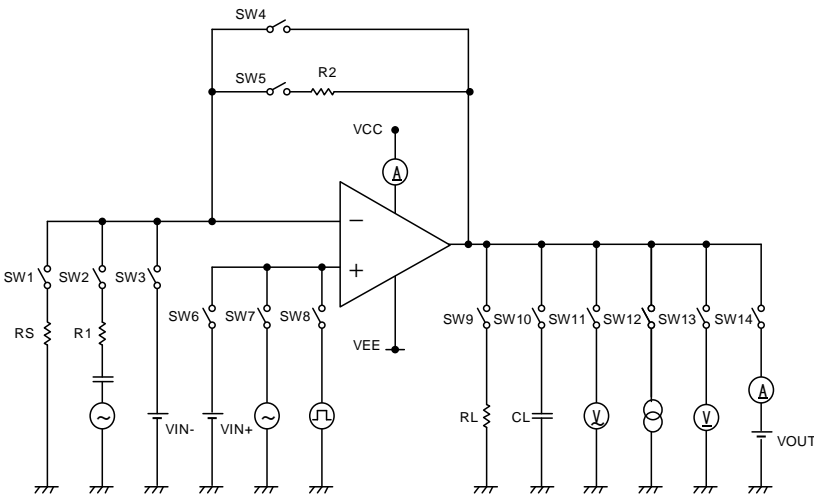 SW4
SW5 R2
VCC
A
−
+
SW1 SW2 SW3
SW6 SW7 SW8
SW9 SW10 SW11 SW12 SW13 SW14
RS R1
VEE
A
VIN- VIN+
RL CL V V
VOUT